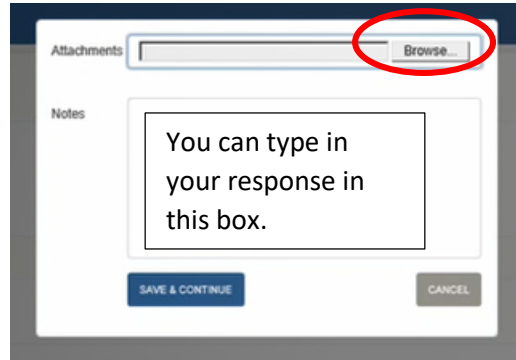 Attachments Browse...
Notes
You can type in
your response in
this box.
SAVE & CONTINUE CANCEL